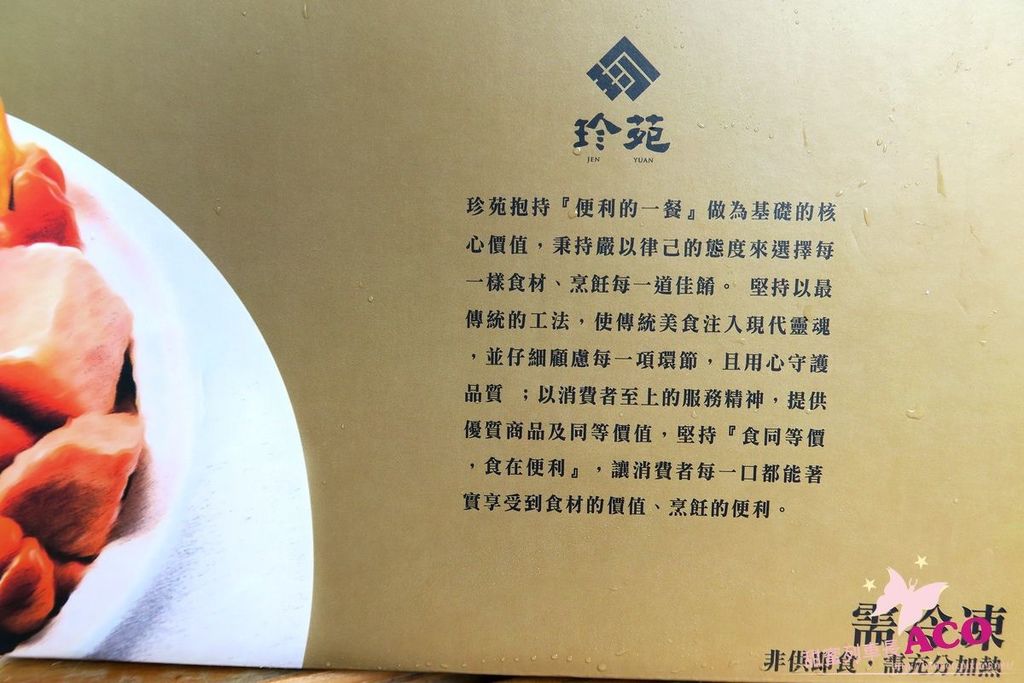 珍苑
JEN YUAN
珍苑抱持『便利的一餐』做為基礎的核
心價值，秉持嚴以律己的態度來選擇每
一樣食材、烹飪每一道佳餚。 堅持以最
傳統的工法，使傳統美食注入現代靈魂
，並仔細顧慮每一項環節，且用心守護
品質 ；以消費者至上的服務精神，提供
優質商品及同等價值，堅持『食同等價
，食在便利』，讓消費者每一口都能著
實享受到食材的價值、烹飪的便利。
需冷凍
ACO
非供即食，需充分加熱